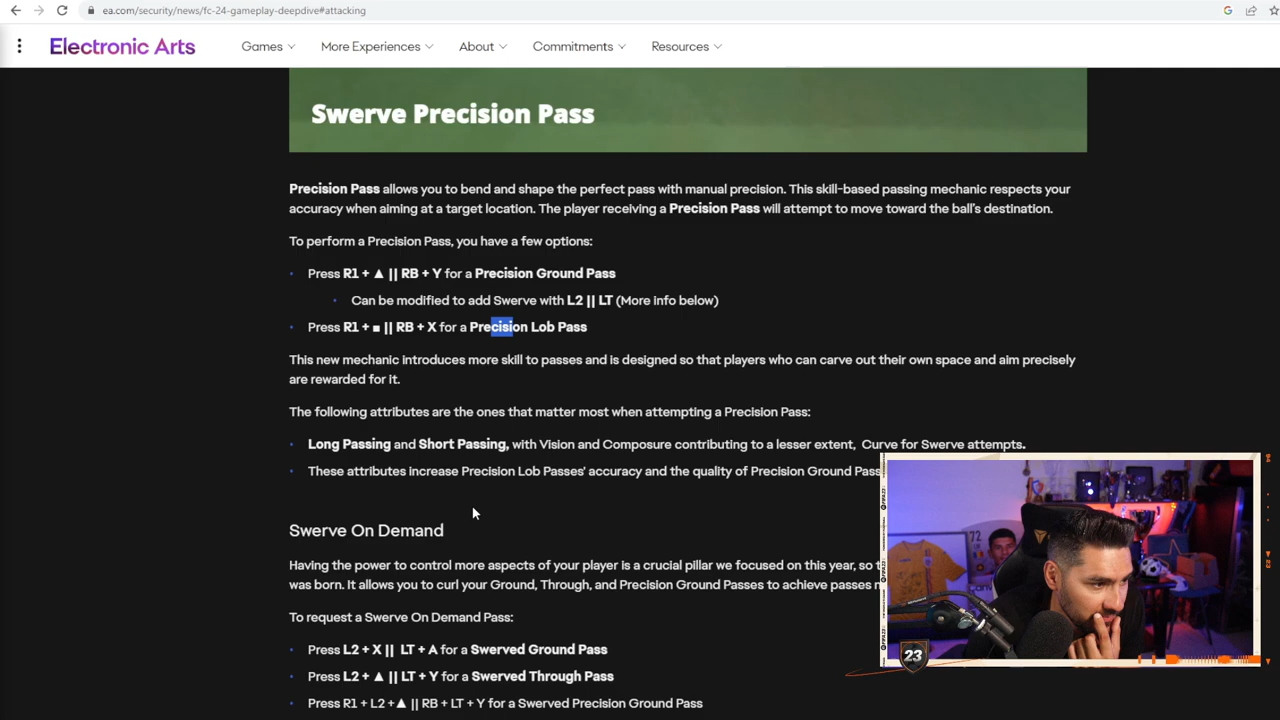 ea.com/security/news/fc-24-gameplay-deepdive#attacking
Electronic Arts Games More Experiences About Commitments Resources
Swerve Precision Pass
Precision Pass allows you to bend and shape the perfect pass with manual precision. This skill-based passing mechanic respects your
accuracy when aiming at a target location. The player receiving a Precision Pass will attempt to move toward the ball's destination.
To perform a Precision Pass, you have a few options:
• Press R1 + ▲ || RB + Y for a Precision Ground Pass
• Can be modified to add Swerve with L2 || LT (More info below)
• Press R1 + ■ || RB + X for a Precision Lob Pass
This new mechanic introduces more skill to passes and is designed so that players who can carve out their own space and aim precisely
are rewarded for it.
The following attributes are the ones that matter most when attempting a Precision Pass:
• Long Passing and Short Passing, with Vision and Composure contributing to a lesser extent, Curve for Swerve attempts.
• These attributes increase Precision Lob Passes' accuracy and the quality of Precision Ground Pass
Swerve On Demand
Having the power to control more aspects of your player is a crucial pillar we focused on this year, so t
was born. It allows you to curl your Ground, Through, and Precision Ground Passes to achieve passes
To request a Swerve On Demand Pass:
• Press L2 + X || LT + A for a Swerved Ground Pass
• Press L2 + ▲ || LT + Y for a Swerved Through Pass
• Press R1 + L2 +▲ || RB + LT + Y for a Swerved Precision Ground Pass
72
23